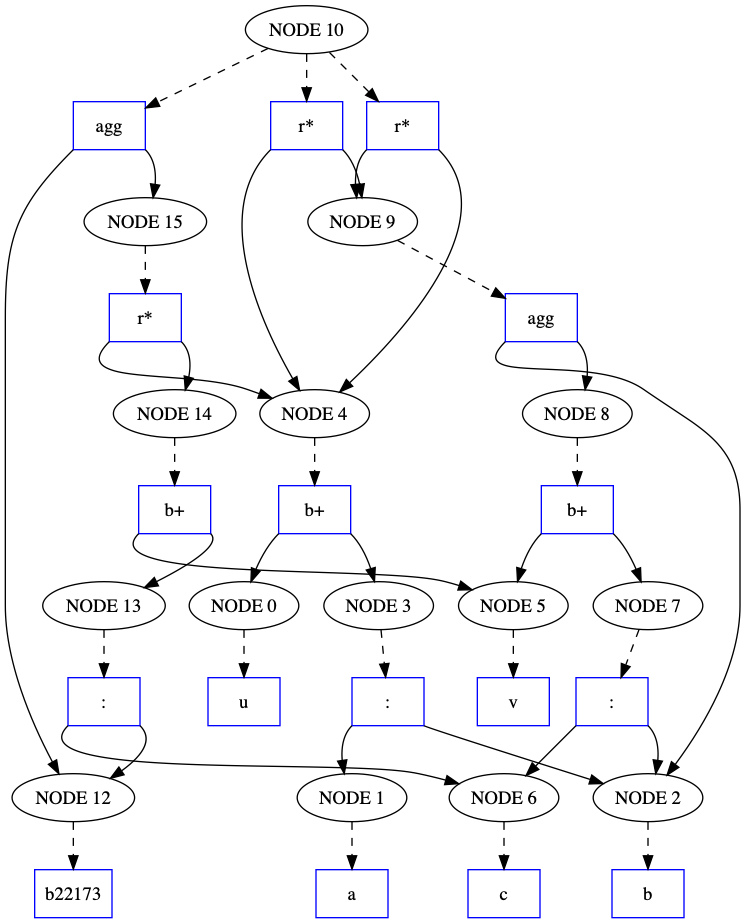 NODE 10
agg
r*
r*
NODE 15
NODE 9
r*
agg
NODE 14
NODE 4
NODE 8
b+
b+
b+
NODE 13
NODE 0
NODE 3
NODE 5
NODE 7
:
u
:
v
:
NODE 12
NODE 1
NODE 6
NODE 2
b22173
a
c
b